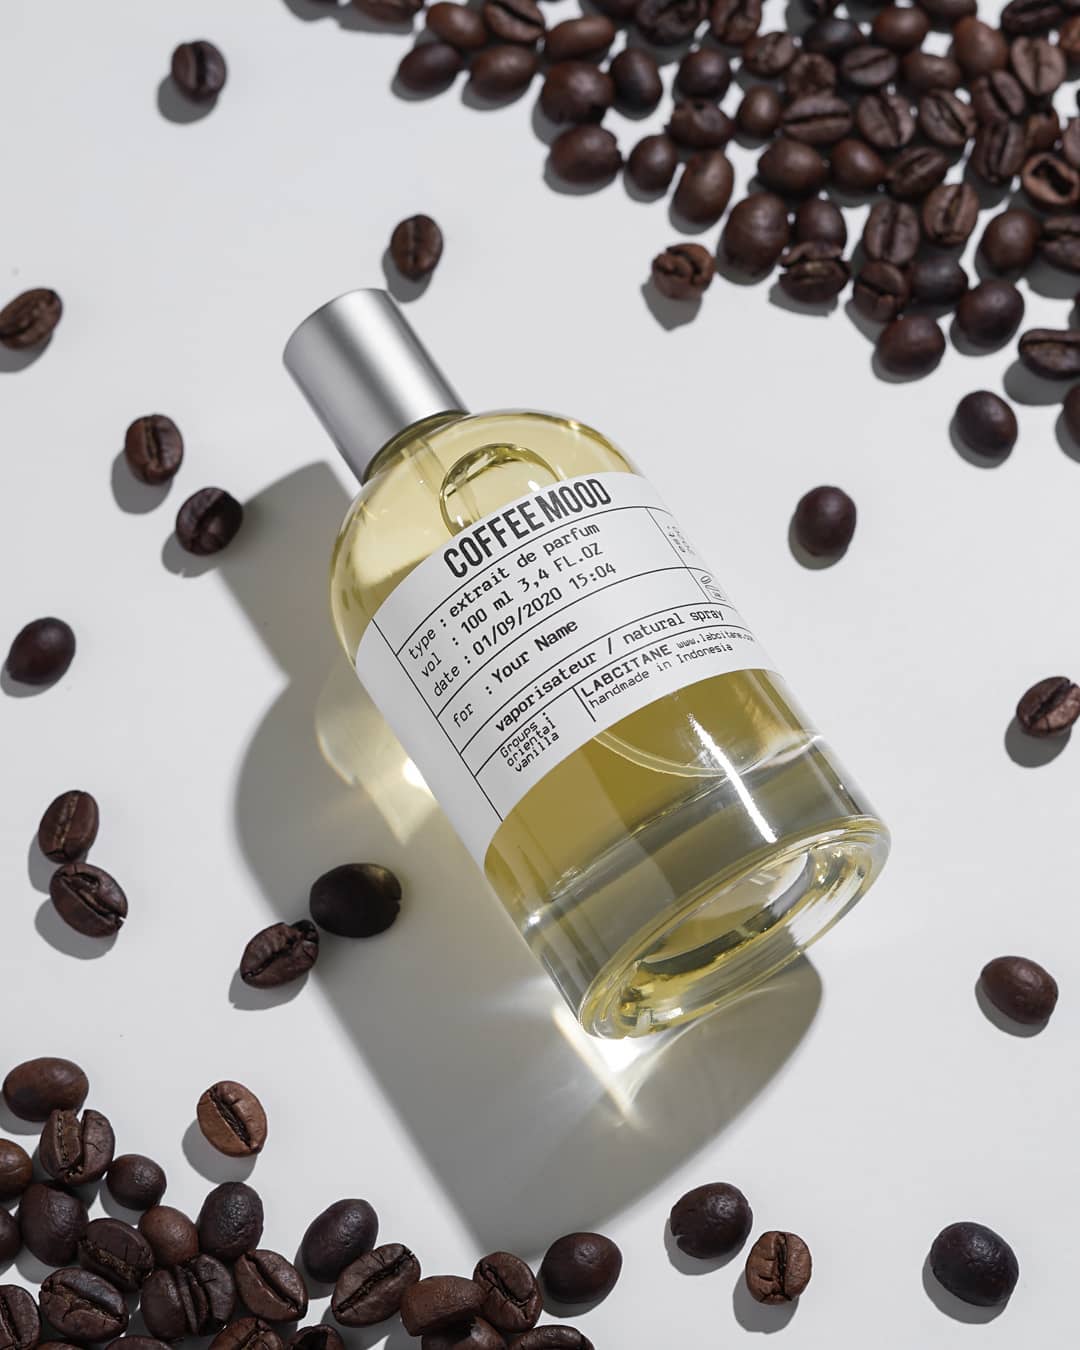 COFFEE MOOD
type : extrait de parfum
vol : 100 ml 3,4 FL.OZ
date : 01/09/2020 15:04
for : Your Name
vaporisateur / natural spray
Groups :
oriental
vanilla
LABCITANE www.labcitane.
handmade in Indonesia